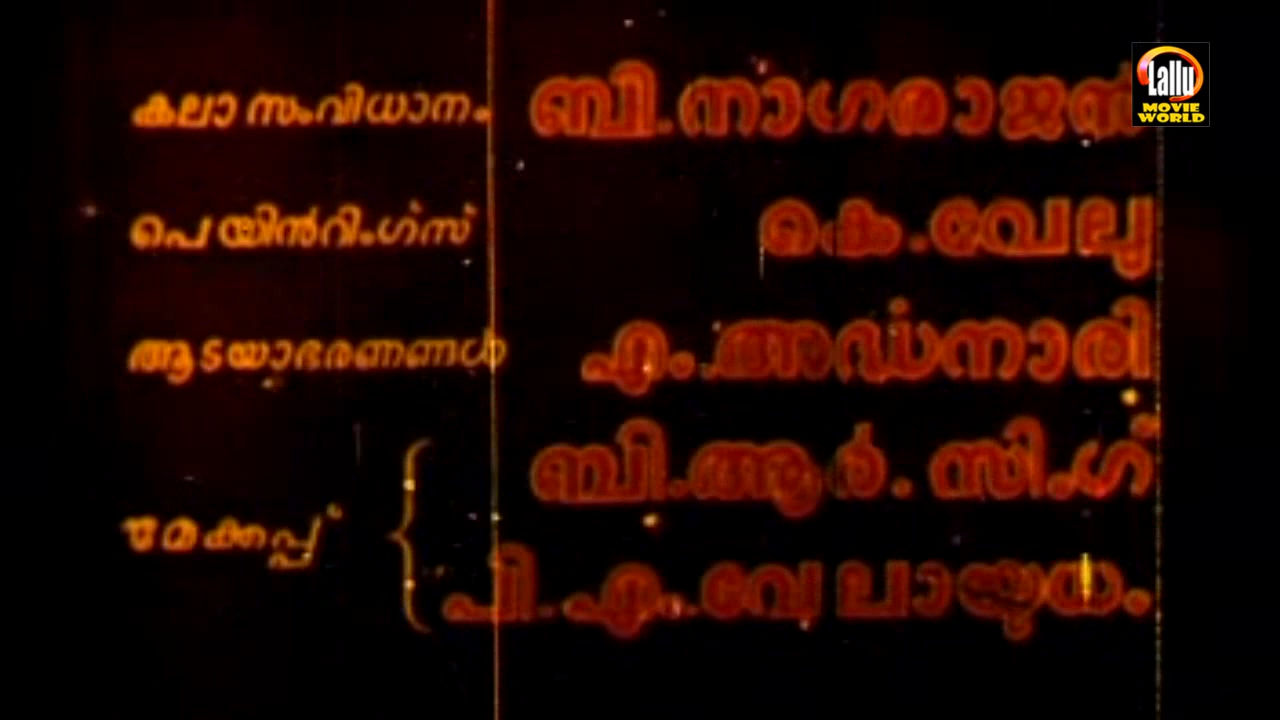 കലാ സംവിധാനം ബി.നാഗരാജൻ
പെയിൻറിംഗ്സ് കെ.വേലു
ആടയാഭരണങ്ങൾ എം.അർദ്ധനാരി
മേക്കപ്പ് ബി.ആർ. സിംഗ്
പി.എം.വേലായുധം
Lallu
MOVIE
WORLD